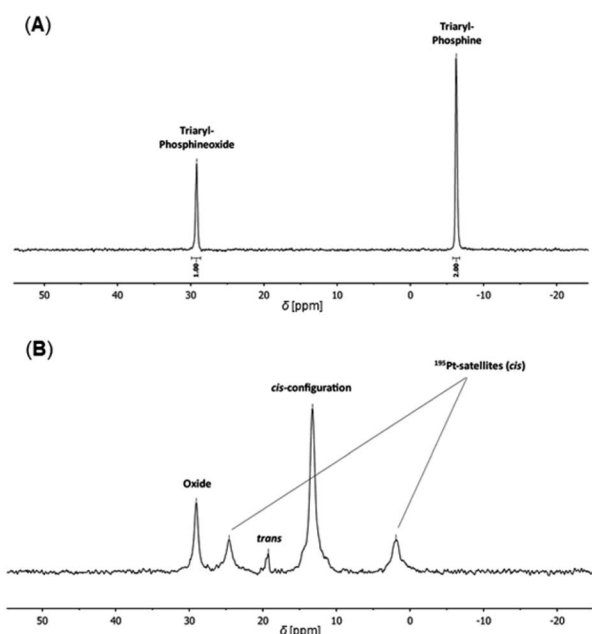 (A)
Triaryl-
Phosphine
Triaryl-
Phosphineoxide
1.00
2.00
50 40 30 20 10 0 -10 -20
δ [ppm]
(B)
¹⁹⁵Pt-satellites (cis)
cis-configuration
Oxide
trans
50 40 30 20 10 0 -10 -20
δ [ppm]